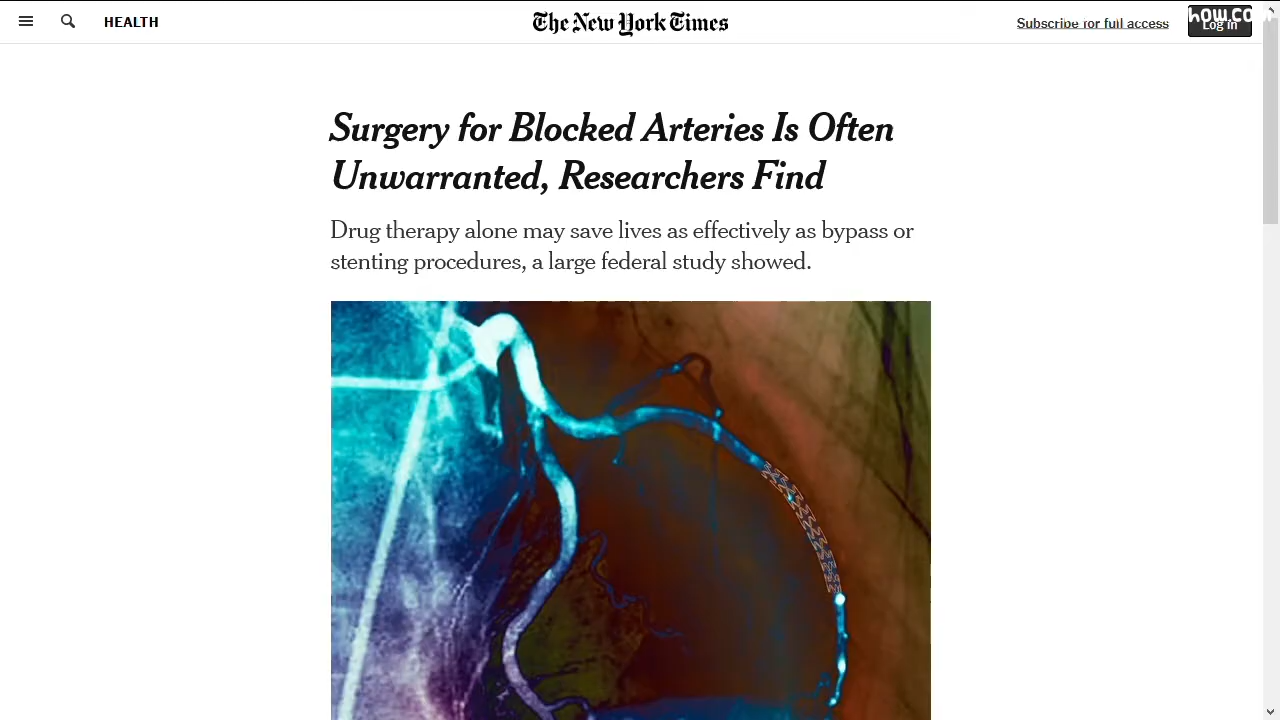 HEALTH
The New York Times
Subscribe for full access
Log in
Surgery for Blocked Arteries Is Often
Unwarranted, Researchers Find
Drug therapy alone may save lives as effectively as bypass or
stenting procedures, a large federal study showed.